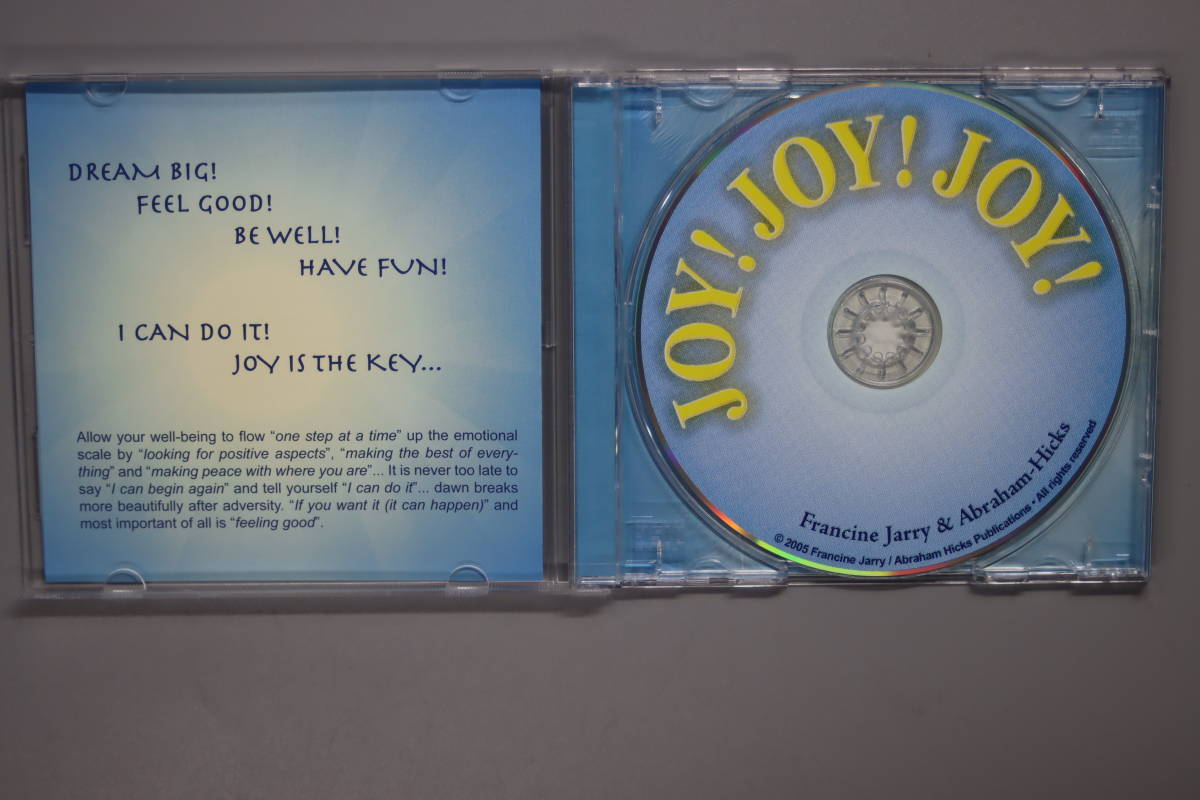 DREAM BIG!
FEEL GOOD!
BE WELL!
HAVE FUN!
I CAN DO IT!
JOY IS THE KEY...
Allow your well-being to flow “one step at a time” up the emotional
scale by “looking for positive aspects”, “making the best of every-
thing” and “making peace with where you are”... It is never too late to
say “I can begin again” and tell yourself “I can do it”... dawn breaks
more beautifully after adversity. “If you want it (it can happen)” and
most important of all is “feeling good”.
JOY! JOY! JOY!
Francine Jarry & Abraham-Hicks
© 2005 Francine Jarry / Abraham Hicks Publications • All rights reserved